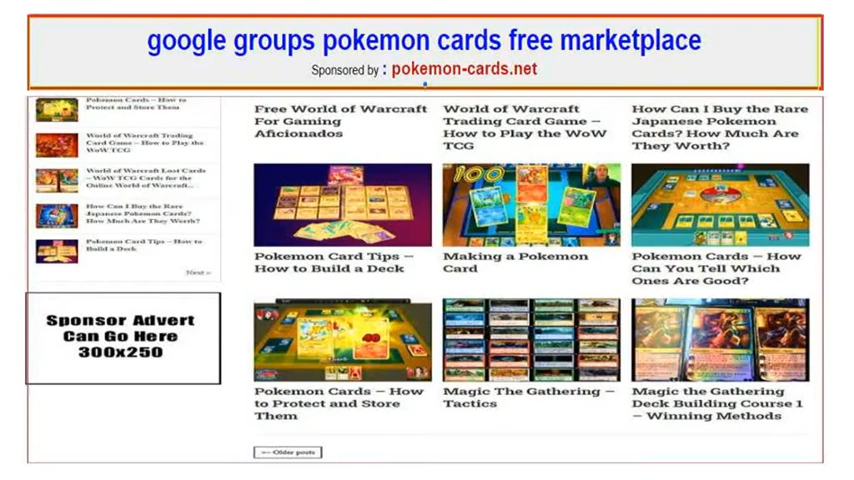 google groups pokemon cards free marketplace
Sponsored by : pokemon-cards.net
Pokemon Cards – How to
Protect and Store Them
World of Warcraft Trading
Card Game – How to Play the
WoW TCG
World of Warcraft Loot Cards
– WoW TCG Cards for the
Online World of Warcraft...
How Can I Buy the Rare
Japanese Pokemon Cards?
How Much Are They Worth?
Pokemon Card Tips – How to
Build a Deck
Next »
Sponsor Advert
Can Go Here
300x250
Free World of Warcraft
For Gaming
Aficionados
World of Warcraft
Trading Card Game –
How to Play the WoW
TCG
How Can I Buy the Rare
Japanese Pokemon
Cards? How Much Are
They Worth?
100
Pokemon Card Tips –
How to Build a Deck
Making a Pokemon
Card
Pokemon Cards – How
Can You Tell Which
Ones Are Good?
Pokemon Cards – How
to Protect and Store
Them
Magic The Gathering –
Tactics
Magic the Gathering
Deck Building Course 1
– Winning Methods
← Older posts